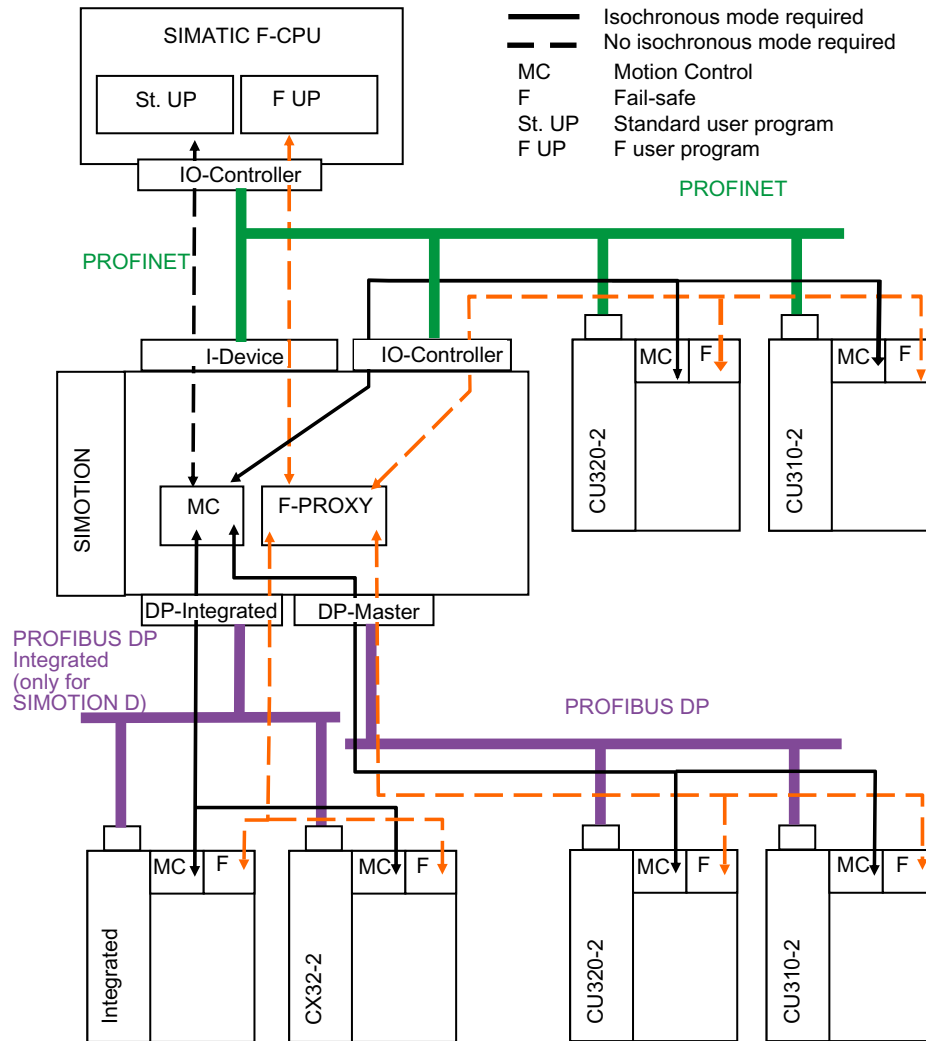 SIMATIC F-CPU
St. UP
F UP
IO-Controller
Isochronous mode required
No isochronous mode required
MC Motion Control
F Fail-safe
St. UP Standard user program
F UP F user program
PROFINET
PROFINET
I-Device
IO-Controller
MC
F
MC
F
CU320-2
CU310-2
SIMOTION
MC
F-PROXY
DP-Integrated
DP-Master
PROFIBUS DP
Integrated
(only for
SIMOTION D)
PROFIBUS DP
MC
F
MC
F
MC
F
MC
F
Integrated
CX32-2
CU320-2
CU310-2